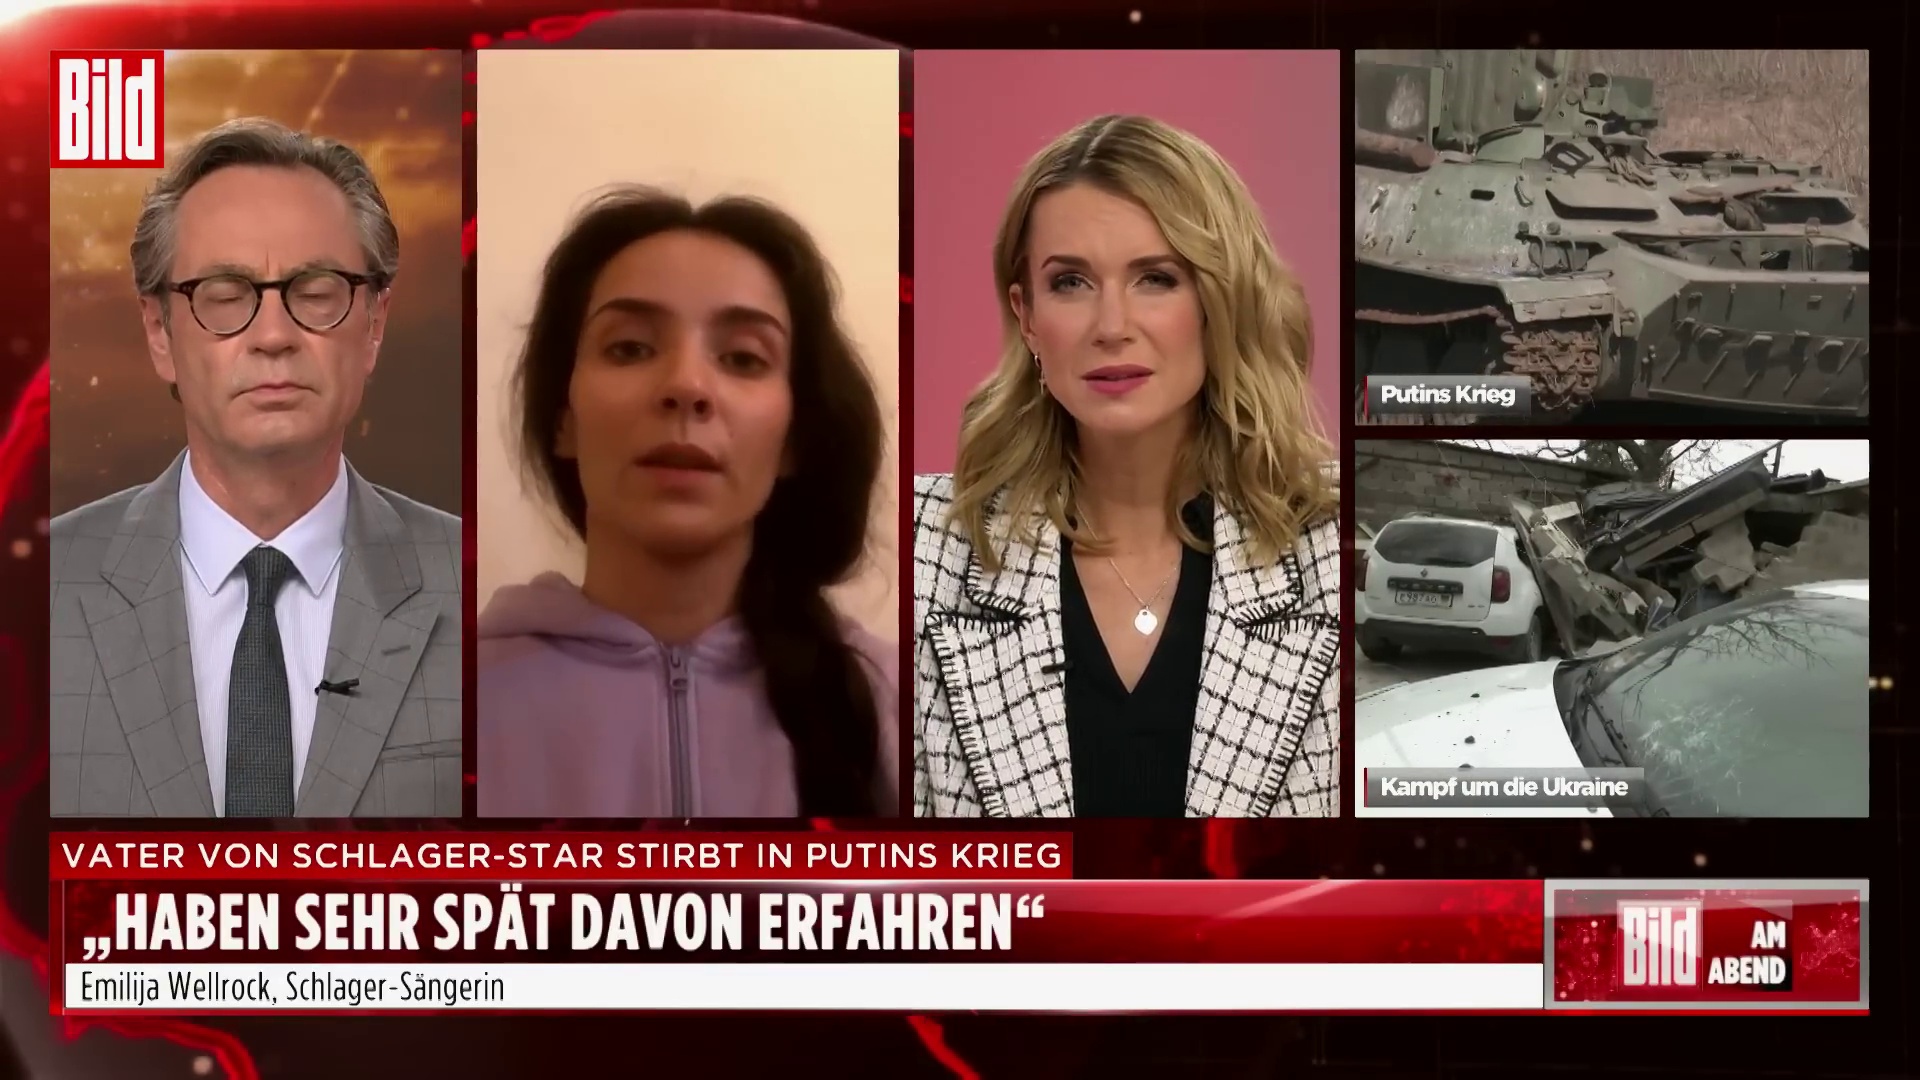 Bild
Putins Krieg
Kampf um die Ukraine
VATER VON SCHLAGER-STAR STIRBT IN PUTINS KRIEG
„HABEN SEHR SPÄT DAVON ERFAHREN“
Emilija Wellrock, Schlager-Sängerin
Bild AM
ABEND